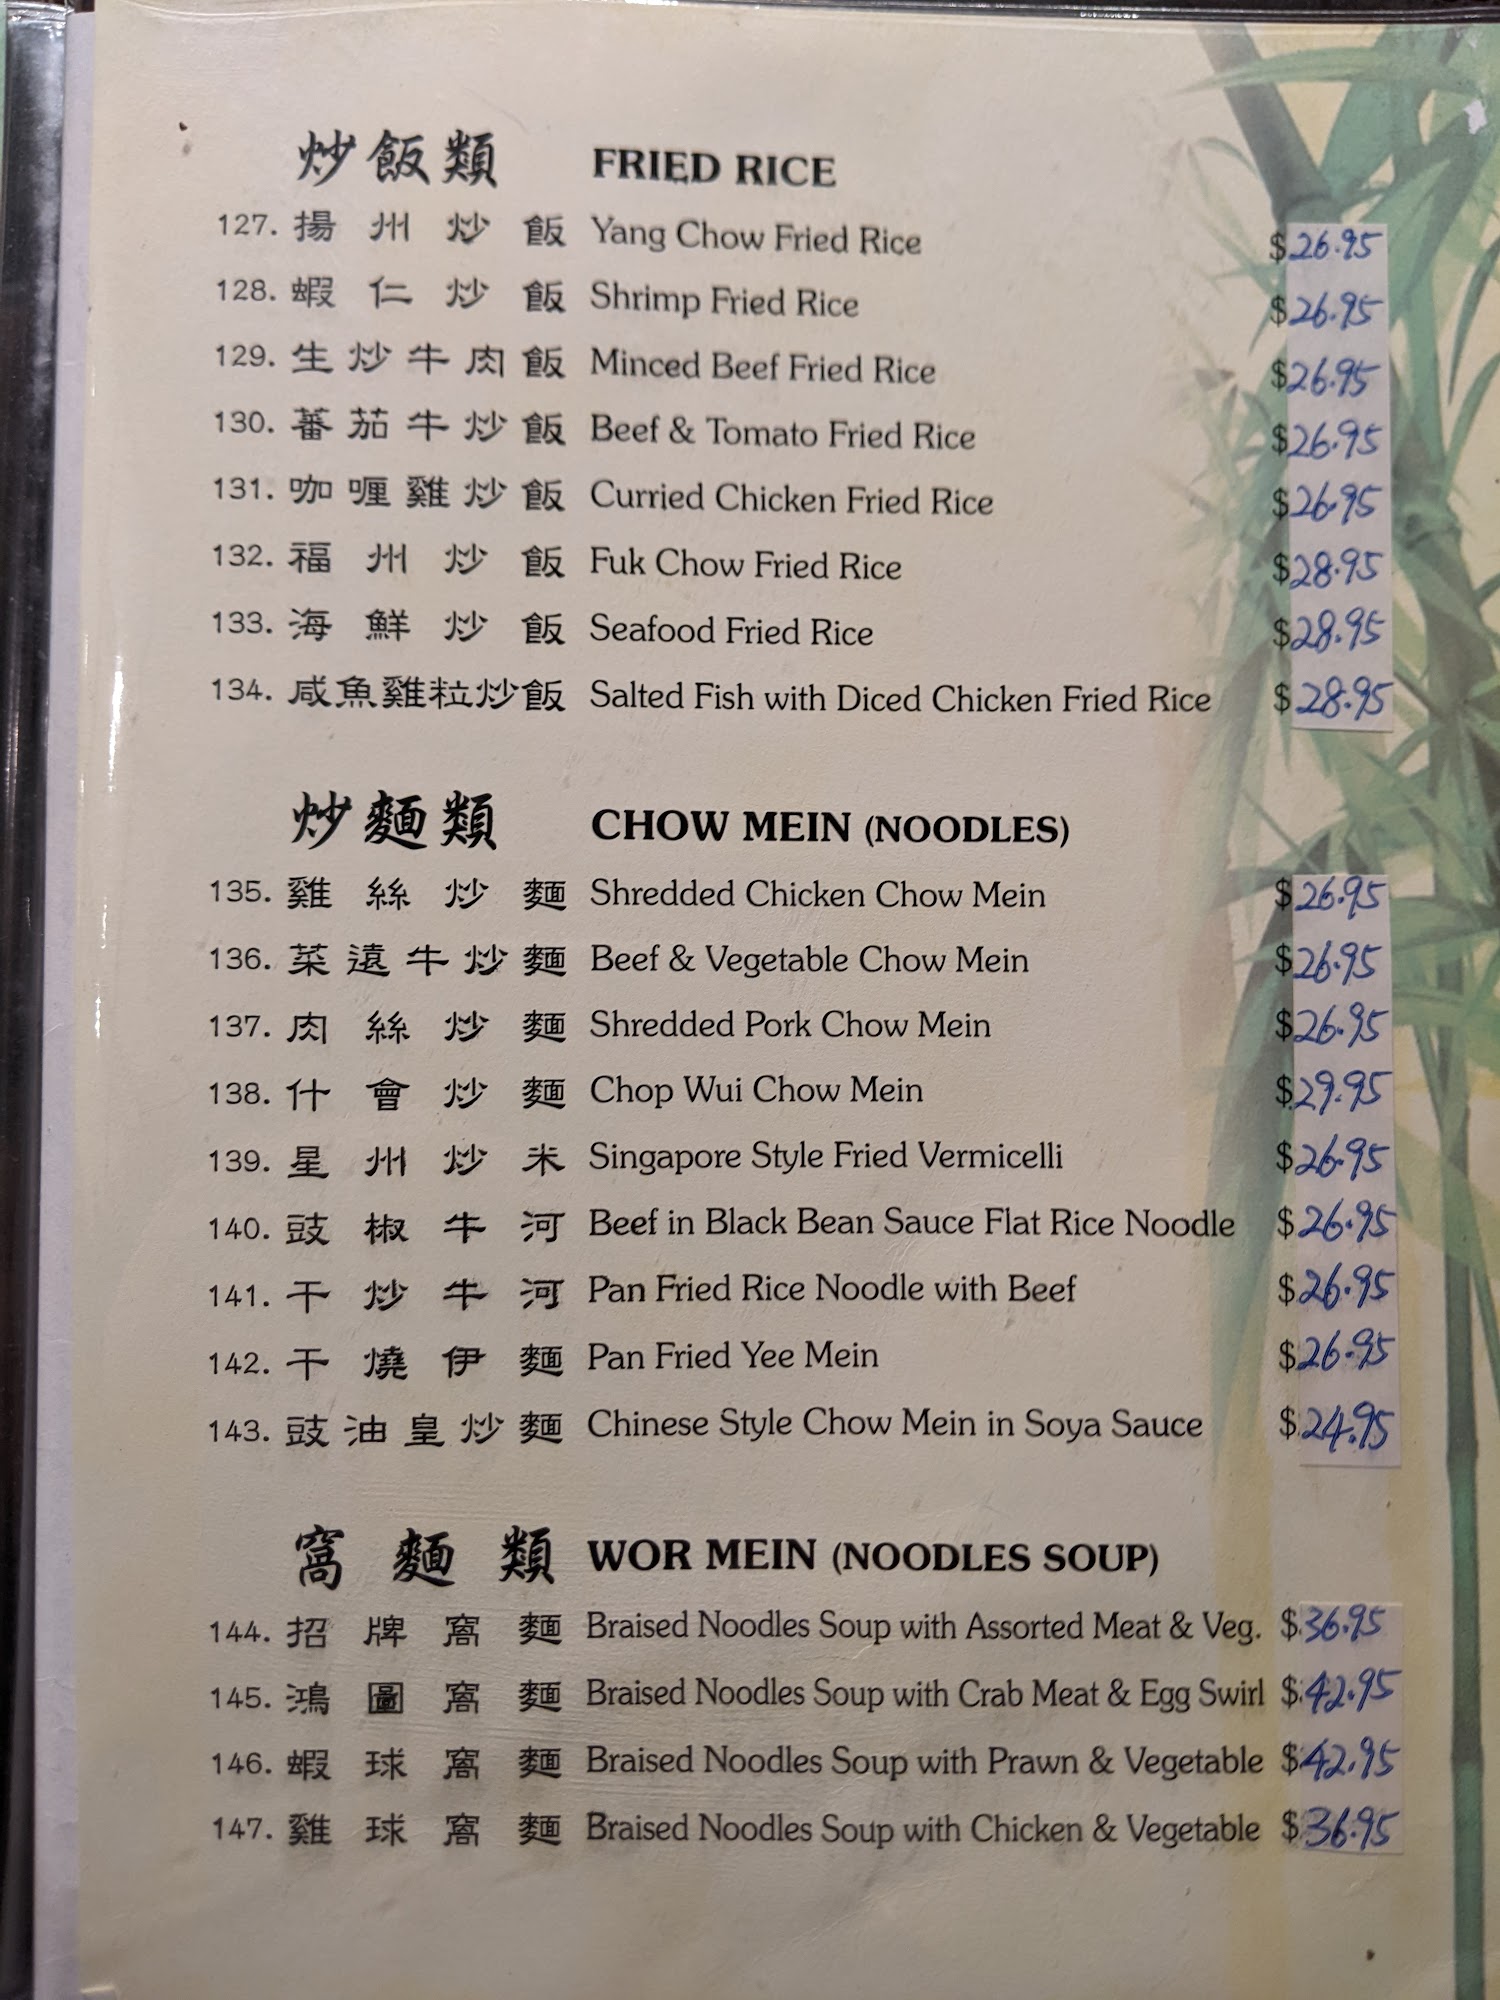 炒飯類 FRIED RICE
127. 揚州炒飯 Yang Chow Fried Rice $26.95
128. 蝦仁炒飯 Shrimp Fried Rice $26.95
129. 生炒牛肉飯 Minced Beef Fried Rice $26.95
130. 蕃茄牛炒飯 Beef & Tomato Fried Rice $26.95
131. 咖喱雞炒飯 Curried Chicken Fried Rice $26.95
132. 福州炒飯 Fuk Chow Fried Rice $28.95
133. 海鮮炒飯 Seafood Fried Rice $28.95
134. 咸魚雞粒炒飯 Salted Fish with Diced Chicken Fried Rice $28.95
炒麵類 CHOW MEIN (NOODLES)
135. 雞絲炒麵 Shredded Chicken Chow Mein $26.95
136. 菜遠牛炒麵 Beef & Vegetable Chow Mein $26.95
137. 肉絲炒麵 Shredded Pork Chow Mein $26.95
138. 什會炒麵 Chop Wui Chow Mein $29.95
139. 星州炒米 Singapore Style Fried Vermicelli $26.95
140. 豉椒牛河 Beef in Black Bean Sauce Flat Rice Noodle $26.95
141. 干炒牛河 Pan Fried Rice Noodle with Beef $26.95
142. 干燒伊麵 Pan Fried Yee Mein $26.95
143. 豉油皇炒麵 Chinese Style Chow Mein in Soya Sauce $24.95
窩麵類 WOR MEIN (NOODLES SOUP)
144. 招牌窩麵 Braised Noodles Soup with Assorted Meat & Veg. $36.95
145. 鴻圖窩麵 Braised Noodles Soup with Crab Meat & Egg Swirl $42.95
146. 蝦球窩麵 Braised Noodles Soup with Prawn & Vegetable $42.95
147. 雞球窩麵 Braised Noodles Soup with Chicken & Vegetable $36.95